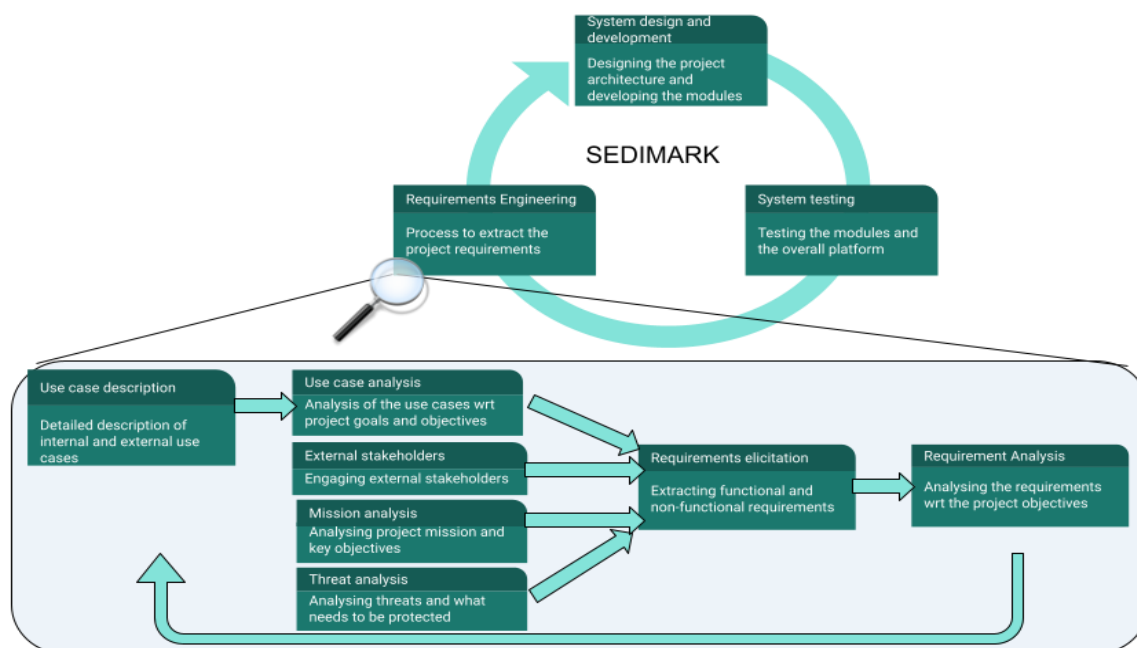 System design and
development
Designing the project
architecture and
developing the modules
SEDIMARK
Requirements Engineering
Process to extract the
project requirements
System testing
Testing the modules and
the overall platform
Use case description
Detailed description of
internal and external use
cases
Use case analysis
Analysis of the use cases wrt
project goals and objectives
External stakeholders
Engaging external stakeholders
Mission analysis
Analysing project mission and
key objectives
Threat analysis
Analysing threats and what
needs to be protected
Requirements elicitation
Extracting functional and
non-functional requirements
Requirement Analysis
Analysing the requirements
wrt the project objectives